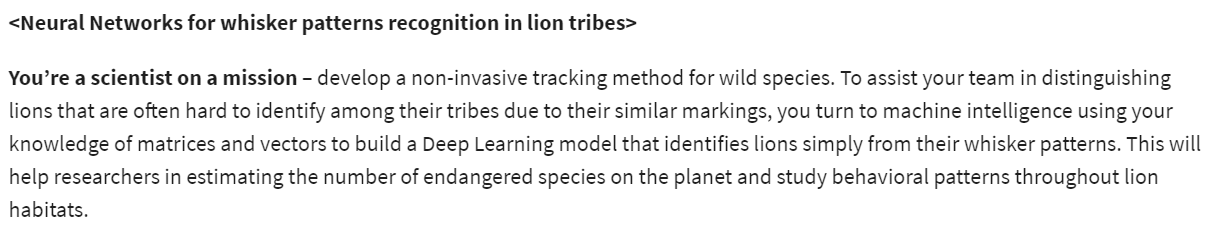 <Neural Networks for whisker patterns recognition in lion tribes>
You’re a scientist on a mission – develop a non-invasive tracking method for wild species. To assist your team in distinguishing
lions that are often hard to identify among their tribes due to their similar markings, you turn to machine intelligence using your
knowledge of matrices and vectors to build a Deep Learning model that identifies lions simply from their whisker patterns. This will
help researchers in estimating the number of endangered species on the planet and study behavioral patterns throughout lion
habitats.